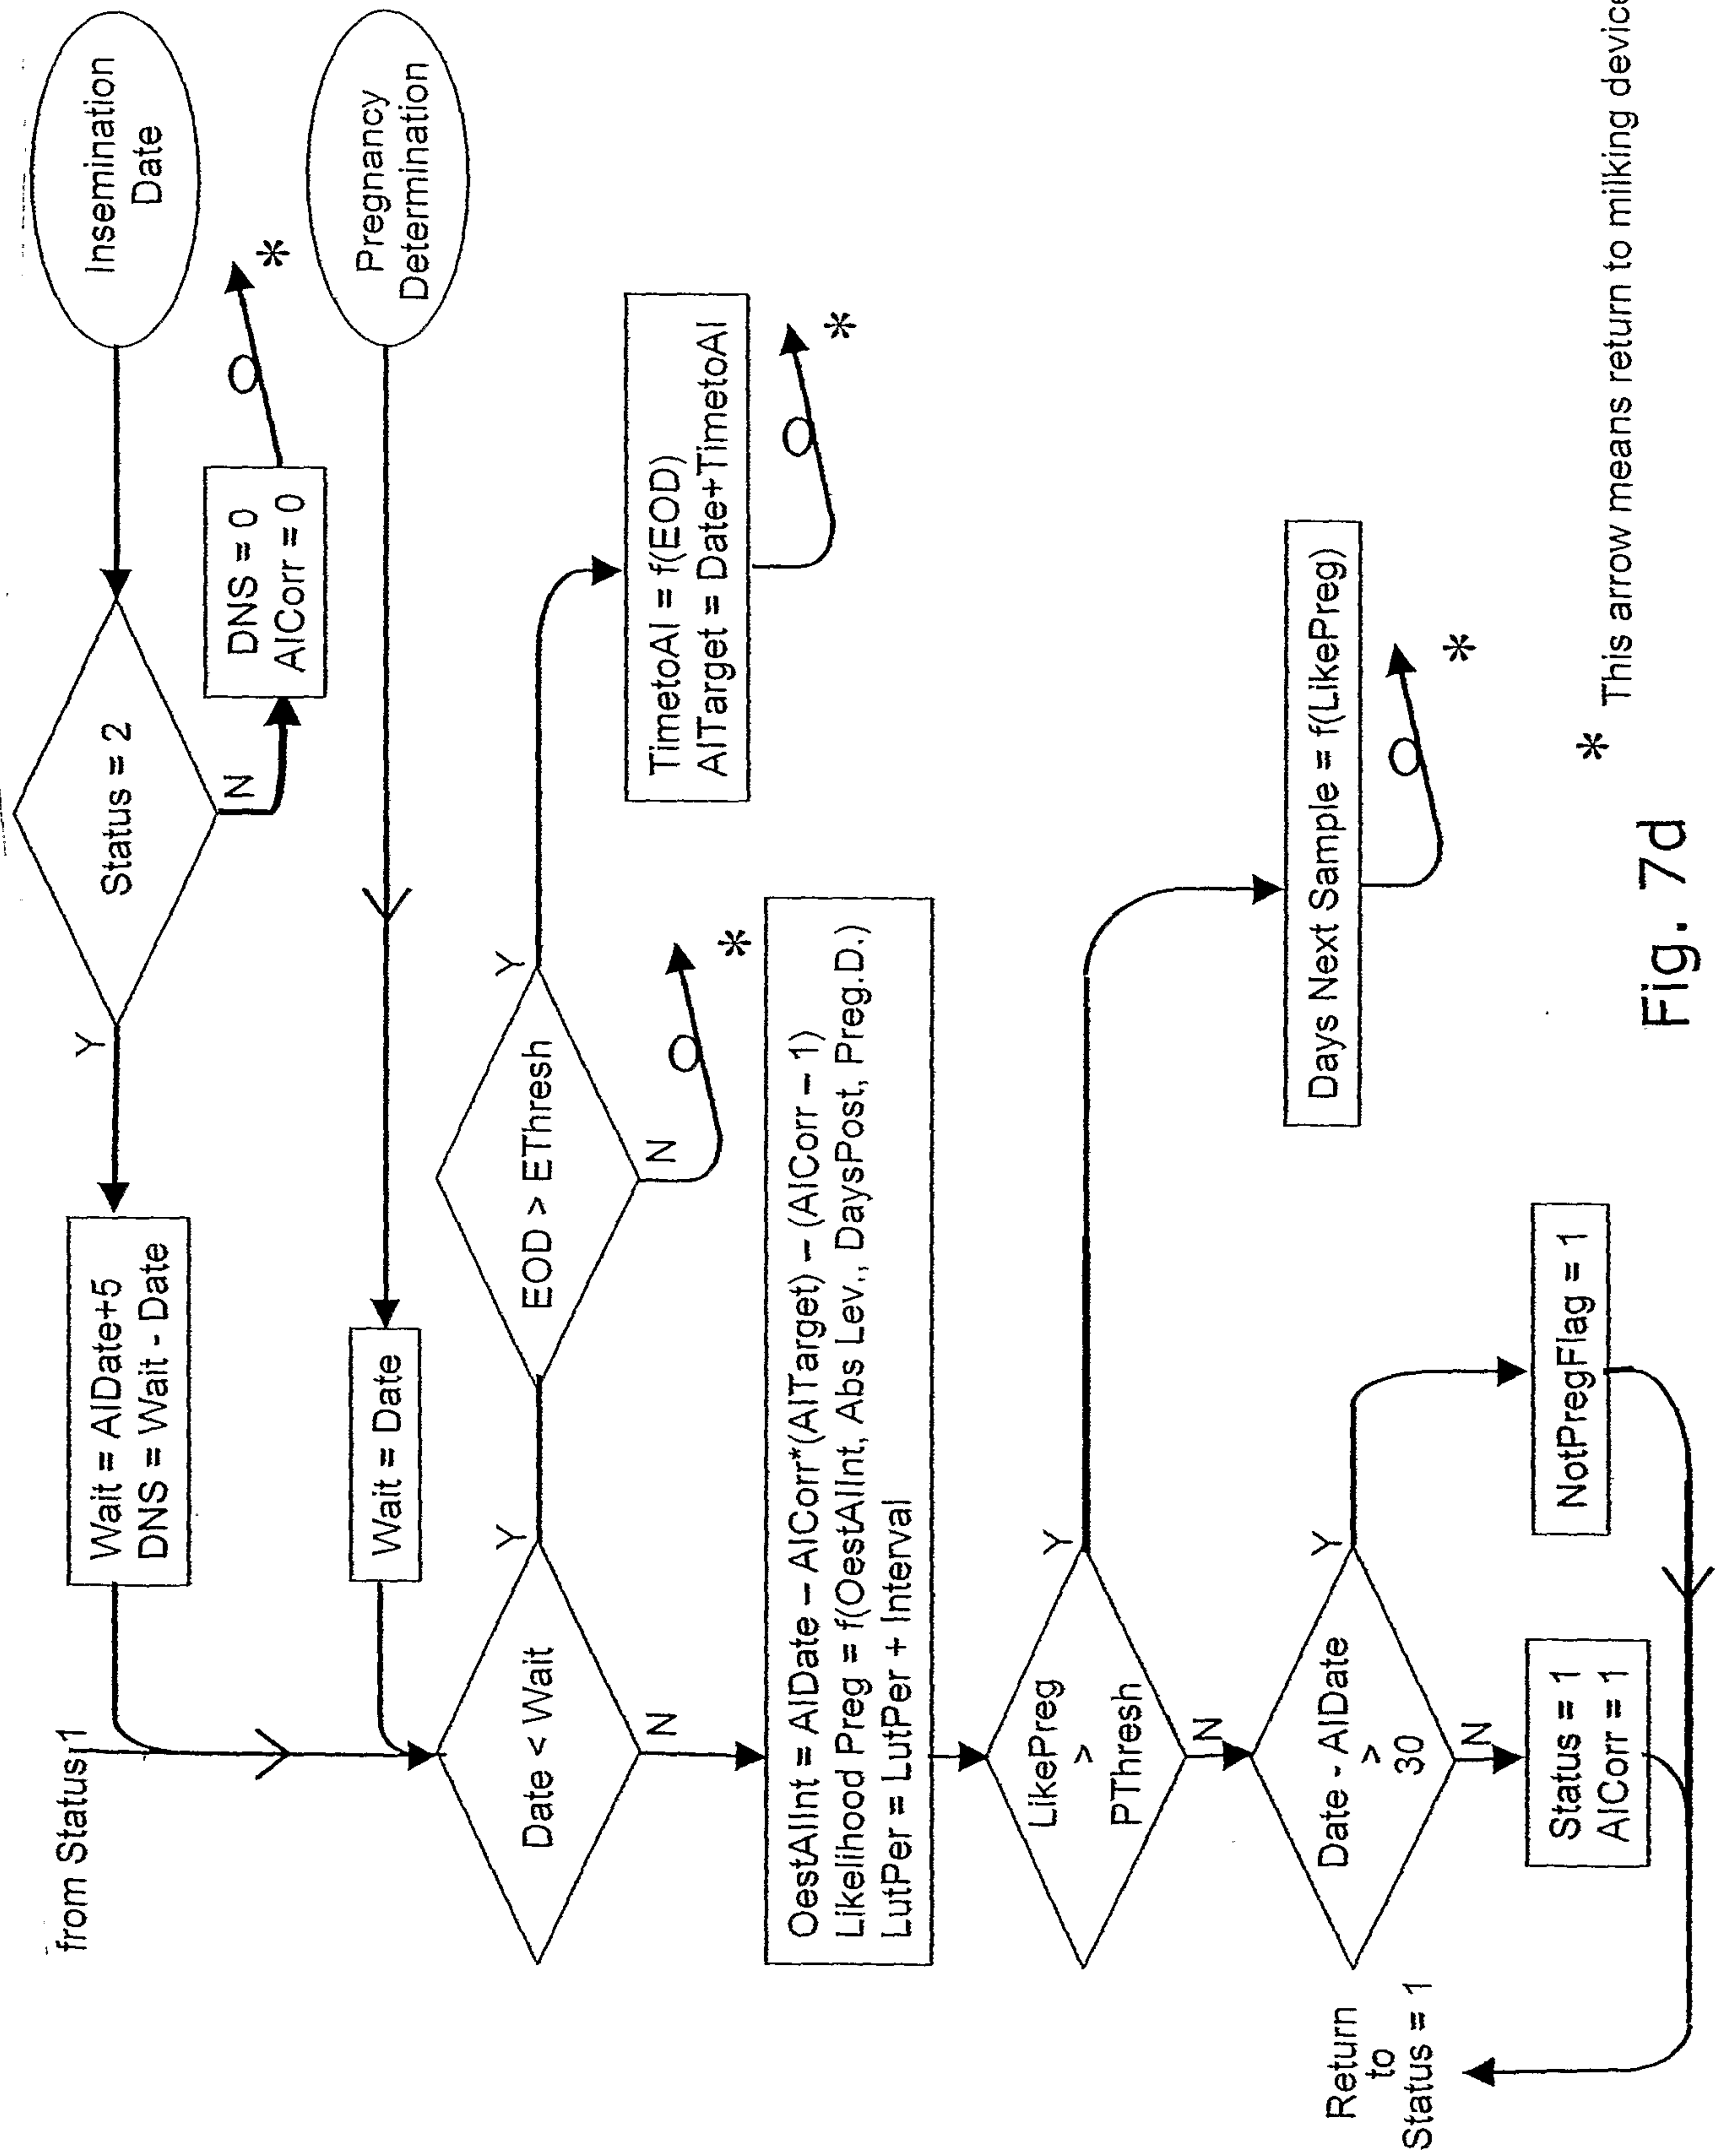 from Status 1
Wait = AIDate+5
DNS = Wait - Date
Y
Status = 2
N
Insemination
Date
DNS = 0
AICorr = 0
*
Wait = Date
Pregnancy
Determination
Date < Wait
Y
N
EOD > EThresh
Y
N
*
TimetoAI = f(EOD)
AITarget = Date+TimetoAI
*
OestAIInt = AIDate – AICorr*(AITarget) – (AICorr – 1)
Likelihood Preg = f(OestAIInt, Abs Lev., DaysPost, Preg.D.)
LutPer = LutPer + Interval
LikePreg
>
PThresh
Y
N
Days Next Sample = f(LikePreg)
*
Date - AIDate
>
30
Y
N
Return
to
Status = 1
Status = 1
AICorr = 1
NotPregFlag = 1
* This arrow means return to milking device
Fig. 7d